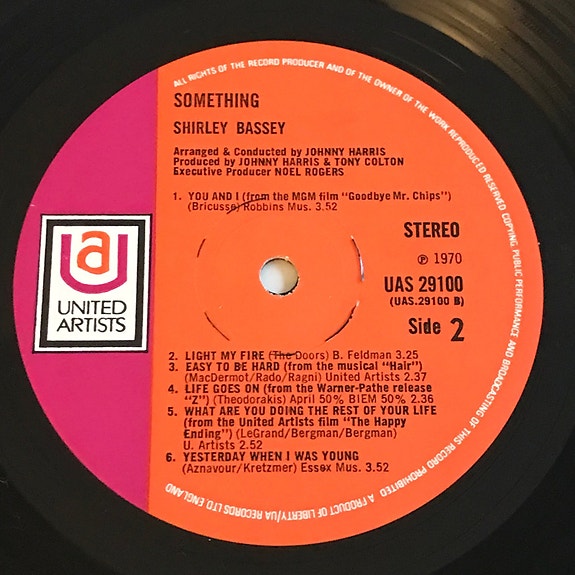 ALL RIGHTS OF THE RECORD PRODUCER AND OF THE OWNER OF THE WORK REPRODUCED RESERVED COPYING PUBLIC PERFORMANCE AND BROADCASTING OF THIS RECORD PROHIBITED A PRODUCT OF LIBERTY/UA RECORDS LTD ENGLAND
SOMETHING
SHIRLEY BASSEY
Arranged & Conducted by JOHNNY HARRIS
Produced by JOHNNY HARRIS & TONY COLTON
Executive Producer NOEL ROGERS
1. YOU AND I (from the MGM film "Goodbye Mr. Chips")
(Bricusse) Robbins Mus. 3.52
STEREO
℗ 1970
UAS 29100
(UAS.29100 B)
Side 2
ua
UNITED
ARTISTS
2. LIGHT MY FIRE (The Doors) B. Feldman 3.25
3. EASY TO BE HARD (from the musical "Hair")
(MacDermot/Rado/Ragni) United Artists 2.37
4. LIFE GOES ON (from the Warner-Pathe release
"Z") (Theodorakis) April 50% BIEM 50% 2.36
5. WHAT ARE YOU DOING THE REST OF YOUR LIFE
(from the United Artists film "The Happy
Ending") (LeGrand/Bergman/Bergman)
U. Artists 2.52
6. YESTERDAY WHEN I WAS YOUNG
(Aznavour/Kretzmer) Essex Mus. 3.52